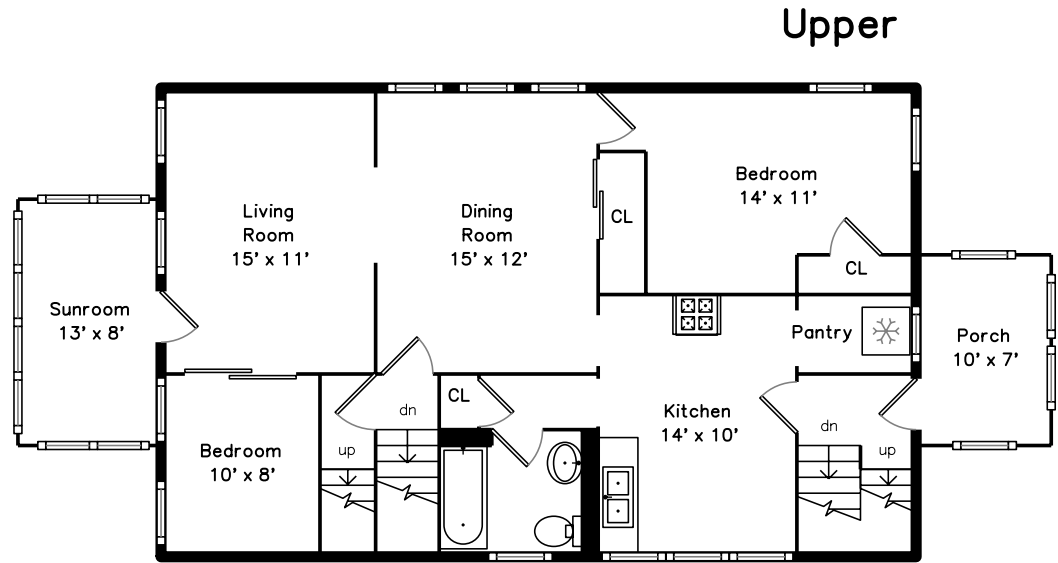 Upper
Bedroom
14' x 11'
Living
Room
15' x 11'
Dining
Room
15' x 12'
CL
CL
Sunroom
13' x 8'
Pantry
Porch
10' x 7'
CL
dn
Kitchen
14' x 10'
dn
Bedroom
10' x 8'
up
up